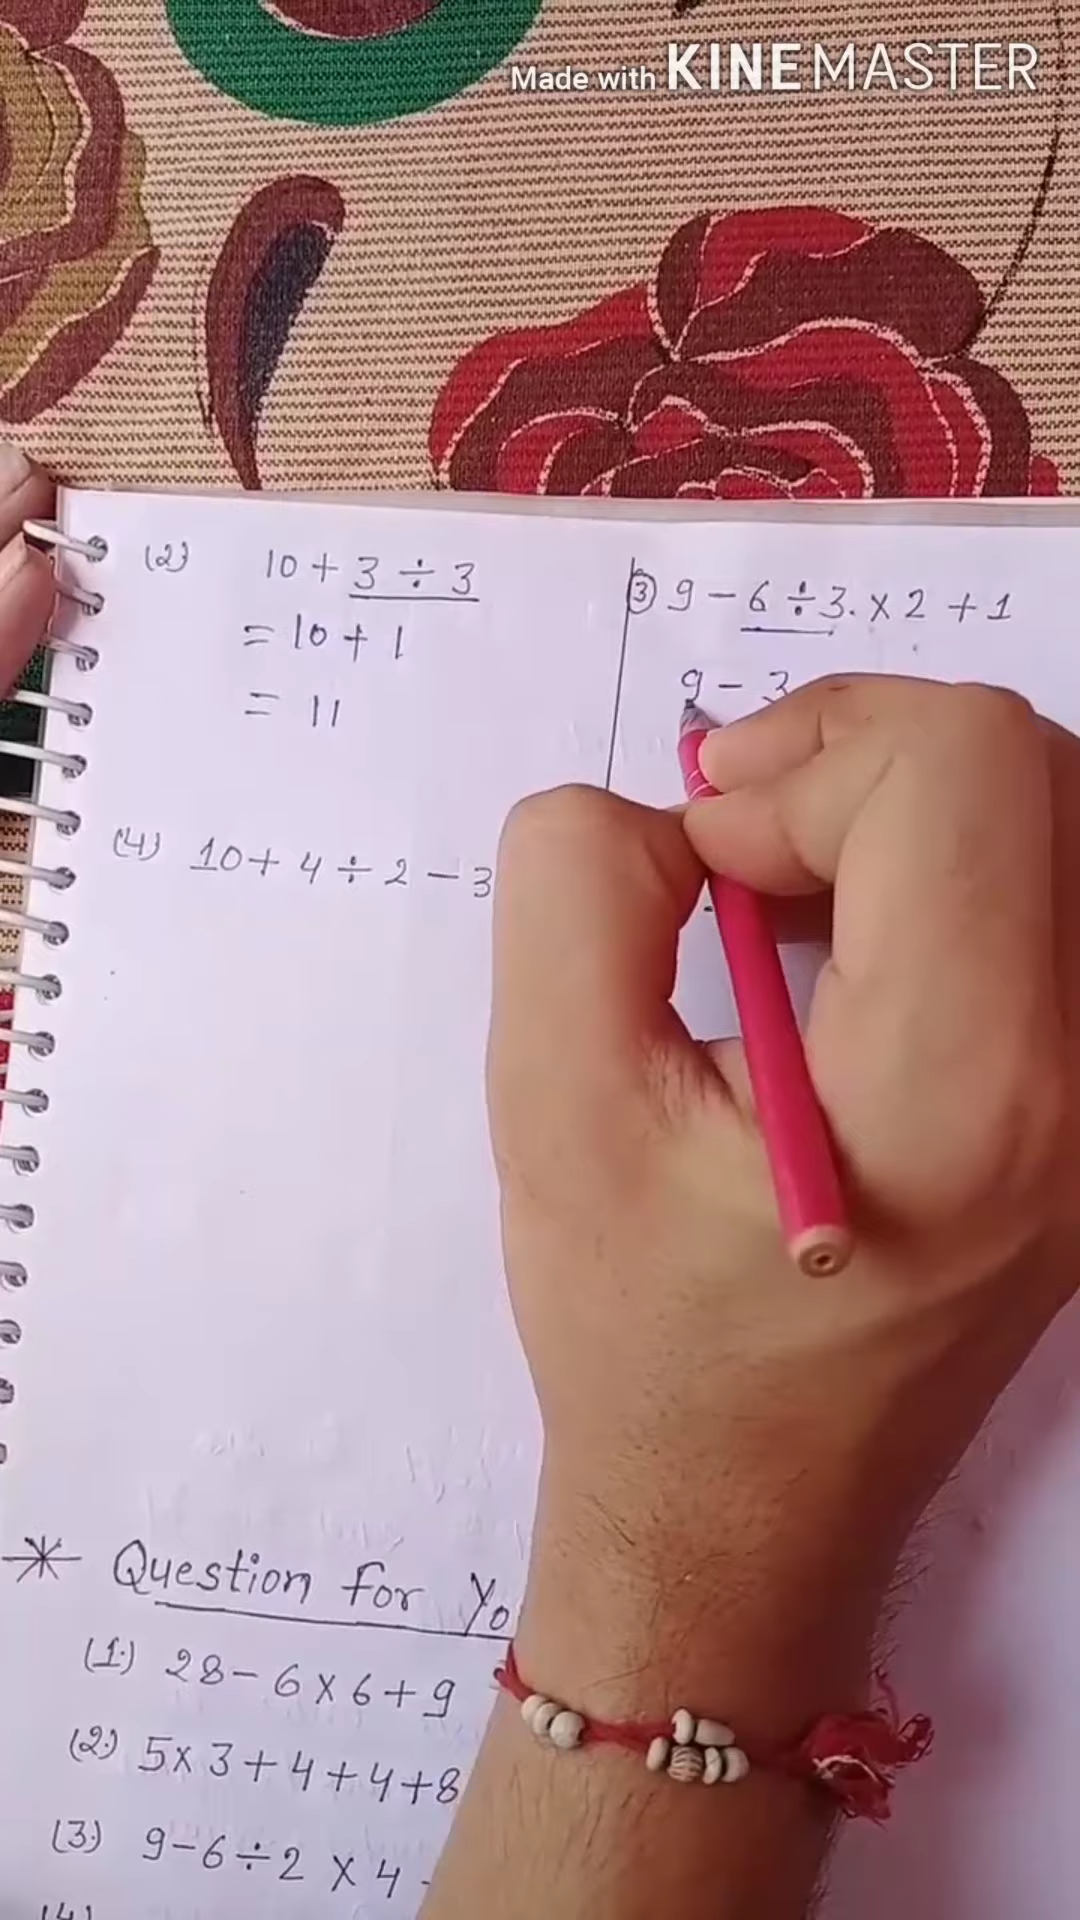 Made with KINEMASTER
(2) 10 + 3 ÷ 3
= 10 + 1
= 11
③ 9 - 6 ÷ 3. × 2 + 1
9 - 3
(4) 10 + 4 ÷ 2 - 3
* Question for
(1.) 28 - 6 × 6 + 9
(2.) 5 × 3 + 4 + 4 + 8
(3.) 9 - 6 ÷ 2 × 4 -
(4)